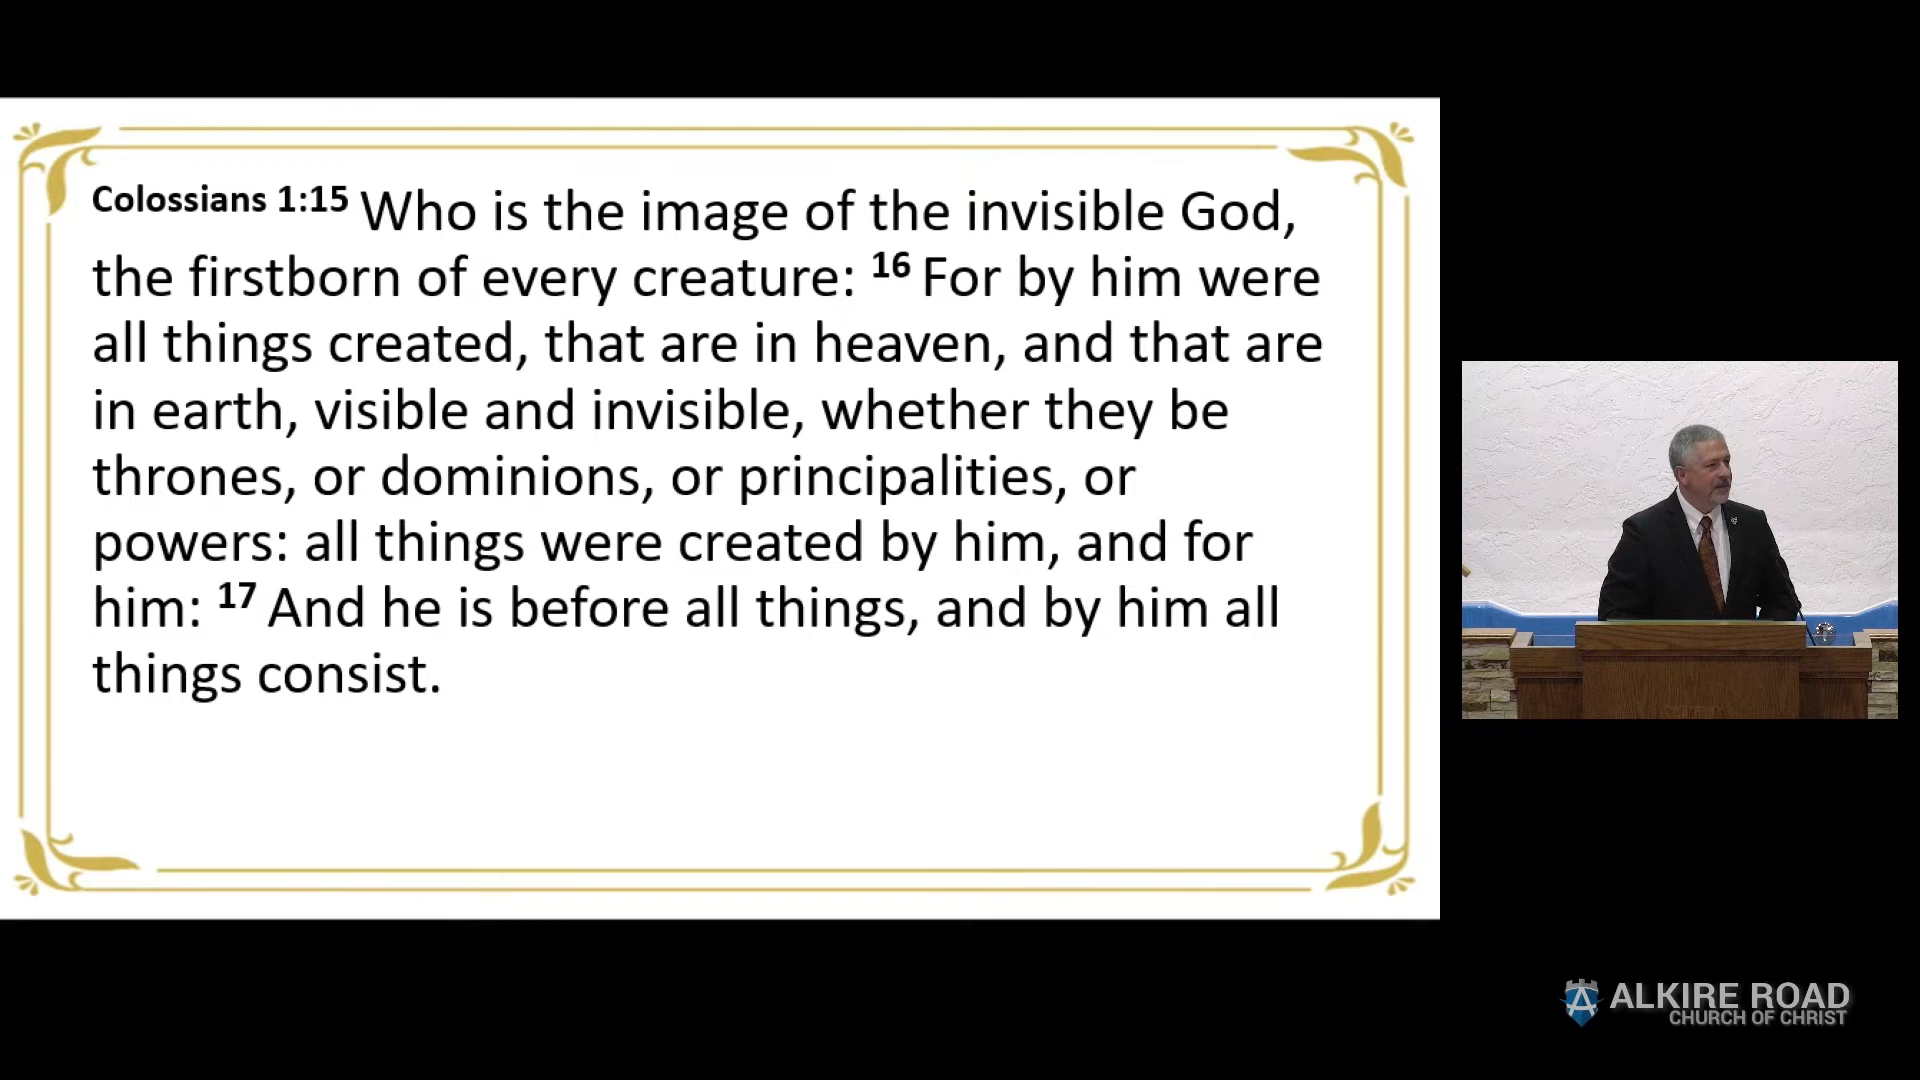 Colossians 1:15 Who is the image of the invisible God,
the firstborn of every creature: 16 For by him were
all things created, that are in heaven, and that are
in earth, visible and invisible, whether they be
thrones, or dominions, or principalities, or
powers: all things were created by him, and for
him: 17 And he is before all things, and by him all
things consist.
ALKIRE ROAD
CHURCH OF CHRIST